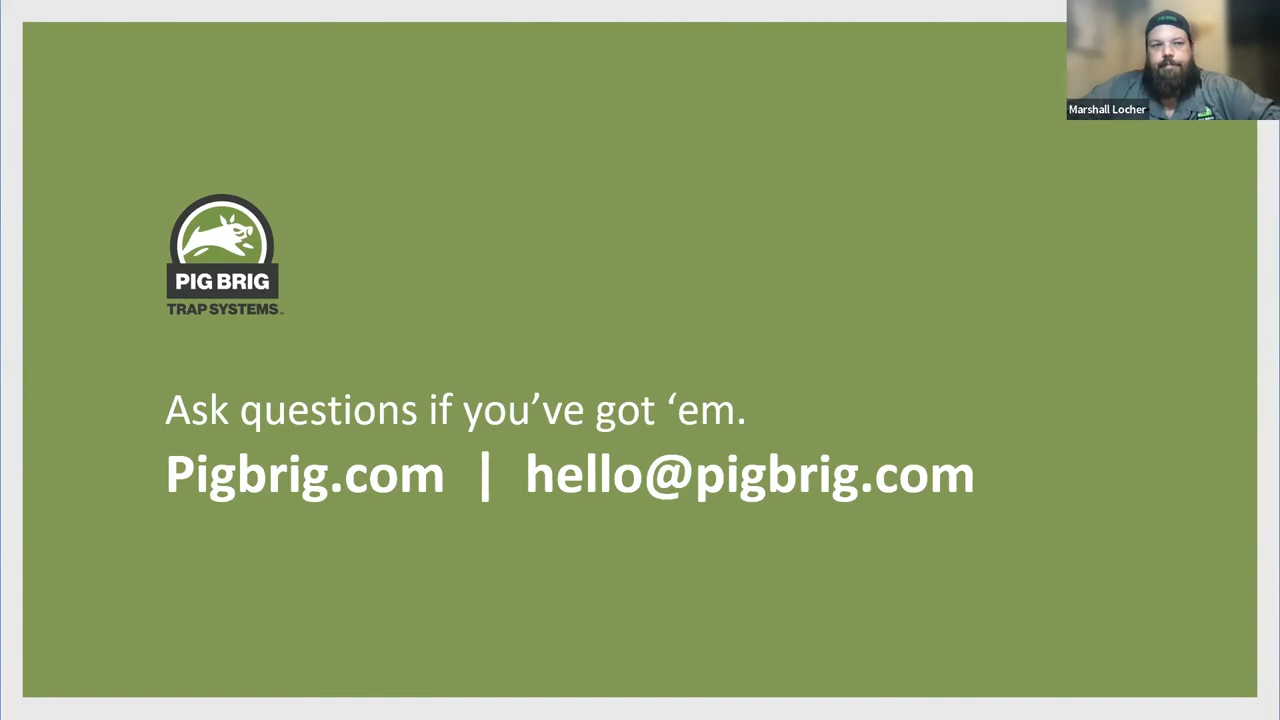 Marshall Locher
PIG BRIG
TRAP SYSTEMS
Ask questions if you’ve got ‘em.
Pigbrig.com | hello@pigbrig.com